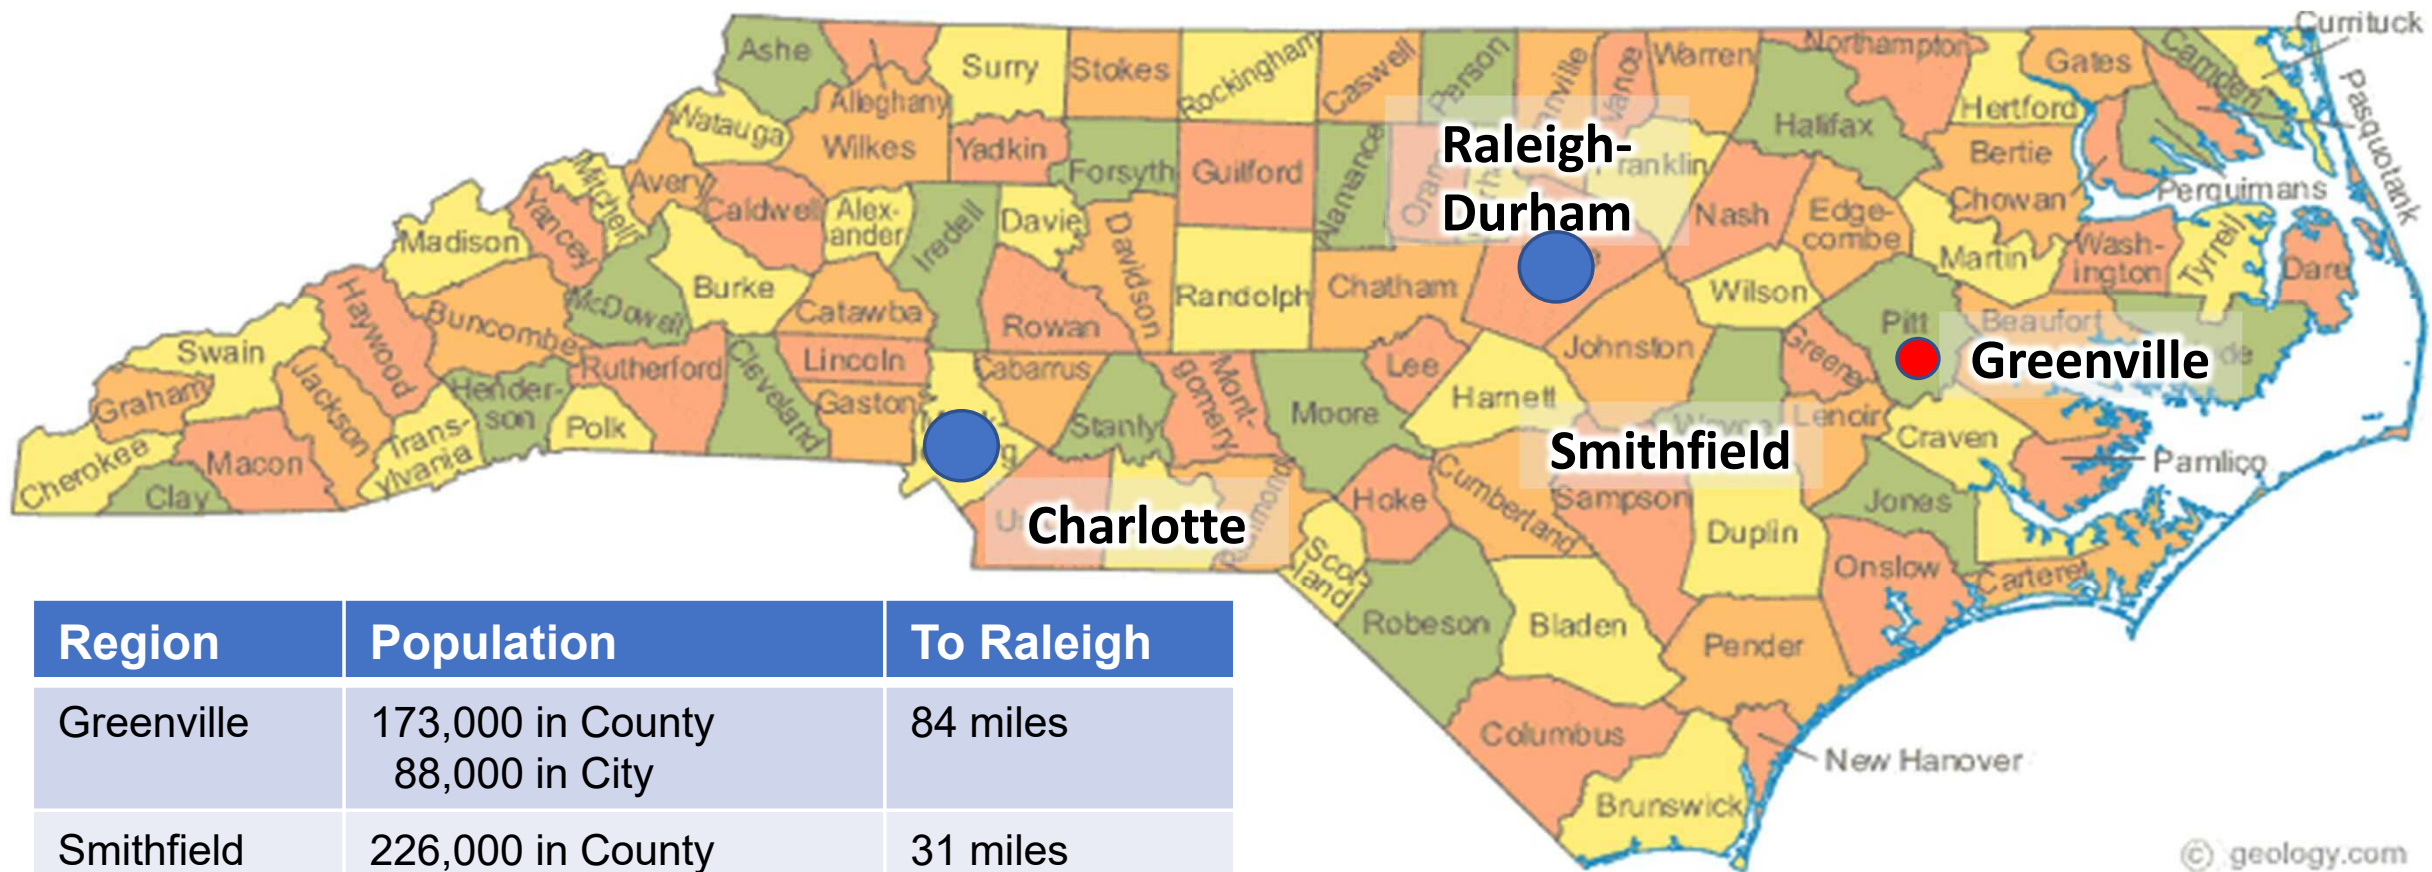 Currituck
Ashe
Surry
Stokes
Rockingham
Caswell
Person
Vance
Warren
Northampton
Gates
Camden
Pasquotank
Alleghany
Hertford
Watauga
Wilkes
Yadkin
Forsyth
Guilford
Alamance
Raleigh-
Durham
Halifax
Bertie
Chowan
Perquimans
Mitchell
Avery
Yancey
Caldwell
Alex-
ander
Iredell
Davie
Davidson
Nash
Edge-
combe
Martin
Wash-
ington
Tyrrell
Dare
Madison
McDowell
Burke
Catawba
Rowan
Randolph
Chatham
Wilson
Pitt
Beaufort
Haywood
Buncombe
Swain
Rutherford
Cleveland
Lincoln
Cabarrus
Mont-
gomery
Lee
Johnston
Greene
Greenville
Graham
Jackson
Hender-
son
Polk
Gaston
Stanly
Moore
Harnett
Wayne
Lenoir
Craven
Smithfield
Cherokee
Clay
Macon
Trans-
ylvania
Charlotte
Richmond
Hoke
Cumberland
Sampson
Duplin
Jones
Pamlico
Scot-
land
Robeson
Bladen
Onslow
Carteret
Pender
Columbus
New Hanover
Brunswick
Region Population To Raleigh
Greenville 173,000 in County 84 miles
88,000 in City
Smithfield 226,000 in County 31 miles
© geology.com